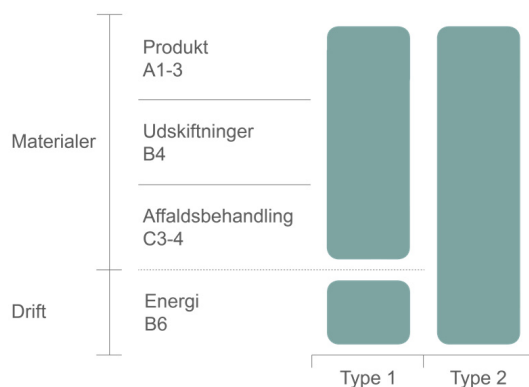 Produkt
A1-3
Materialer
Udskiftninger
B4
Affaldsbehandling
C3-4
Drift
Energi
B6
Type 1
Type 2